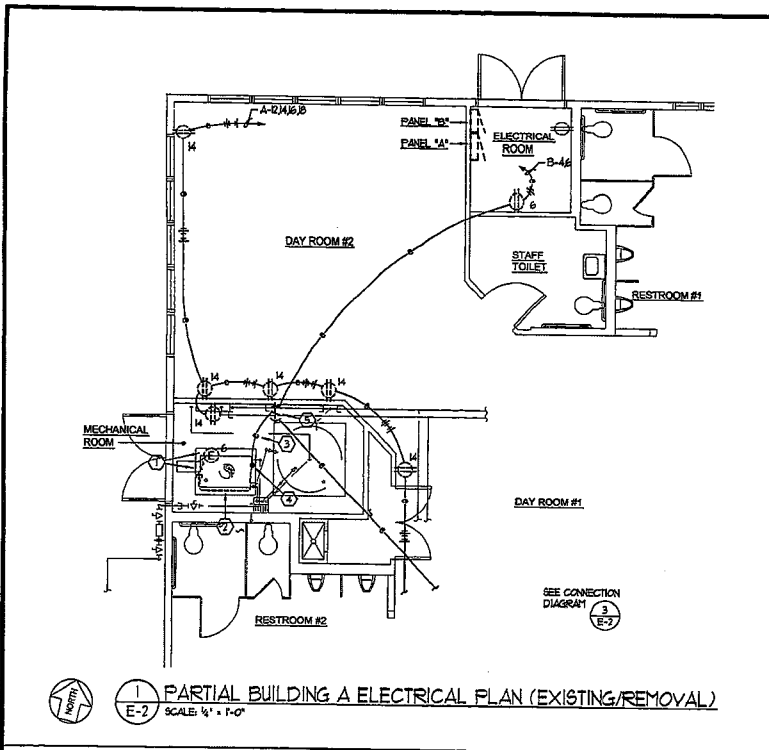 A-12,14,16,18
14
PANEL "B"
PANEL "A"
ELECTRICAL
ROOM
B-4,6
6
DAY ROOM #2
STAFF
TOILET
RESTROOM #1
14
14
14
14
MECHANICAL
ROOM
6
5
3
1
14
4
2
DAY ROOM #1
SEE CONNECTION
DIAGRAM
3
E-2
RESTROOM #2
NORTH
1
E-2
PARTIAL BUILDING A ELECTRICAL PLAN (EXISTING/REMOVAL)
SCALE: 1/4" = 1'-0"